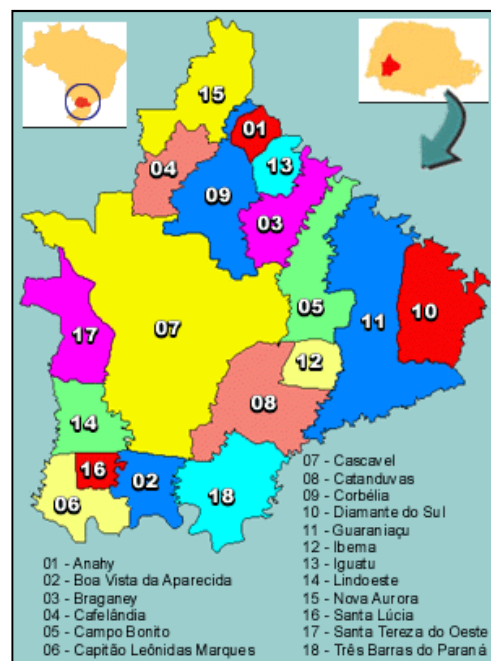 15
01
04
13
09
03
05
10
17
07
11
12
08
14
16
02
06
18
07 - Cascavel
08 - Catanduvas
09 - Corbélia
10 - Diamante do Sul
11 - Guaraniaçu
12 - Ibema
13 - Iguatu
14 - Lindoeste
15 - Nova Aurora
16 - Santa Lúcia
17 - Santa Tereza do Oeste
18 - Três Barras do Paraná
01 - Anahy
02 - Boa Vista da Aparecida
03 - Braganey
04 - Cafelândia
05 - Campo Bonito
06 - Capitão Leônidas Marques